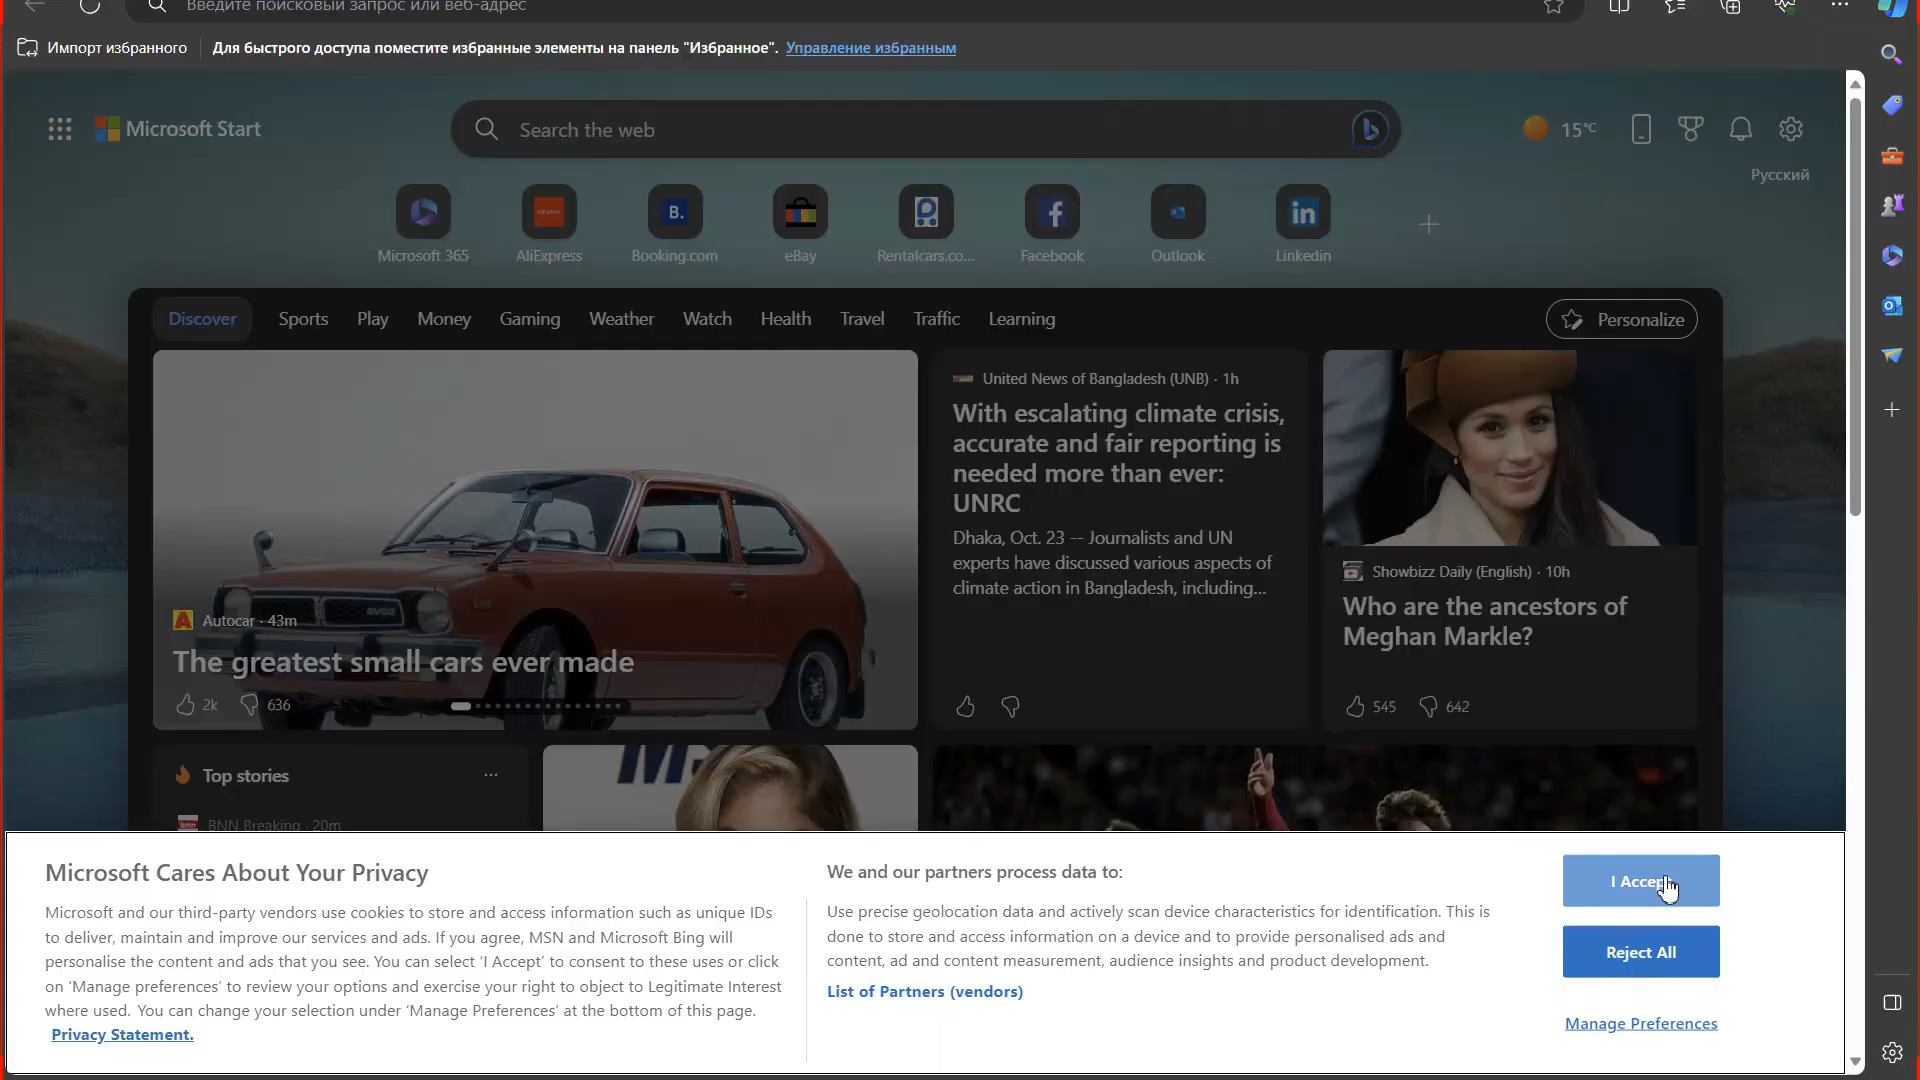 Введите поисковый запрос или веб-адрес
Импорт избранного
Для быстрого доступа поместите избранные элементы на панель "Избранное". Управление избранным
Microsoft Start
Search the web
15°C
Русский
Microsoft 365
AliExpress
Booking.com
eBay
Rentalcars.co...
Facebook
Outlook
Linkedin
Discover
Sports
Play
Money
Gaming
Weather
Watch
Health
Travel
Traffic
Learning
Personalize
Autocar · 43m
The greatest small cars ever made
2k
636
United News of Bangladesh (UNB) · 1h
With escalating climate crisis,
accurate and fair reporting is
needed more than ever:
UNRC
Dhaka, Oct. 23 -- Journalists and UN
experts have discussed various aspects of
climate action in Bangladesh, including...
Showbizz Daily (English) · 10h
Who are the ancestors of
Meghan Markle?
545
642
Top stories
BNN Breaking · 20m
Microsoft Cares About Your Privacy
Microsoft and our third-party vendors use cookies to store and access information such as unique IDs
to deliver, maintain and improve our services and ads. If you agree, MSN and Microsoft Bing will
personalise the content and ads that you see. You can select ‘I Accept’ to consent to these uses or click
on ‘Manage preferences’ to review your options and exercise your right to object to Legitimate Interest
where used. You can change your selection under ‘Manage Preferences’ at the bottom of this page.
Privacy Statement.
We and our partners process data to:
Use precise geolocation data and actively scan device characteristics for identification. This is
done to store and access information on a device and to provide personalised ads and
content, ad and content measurement, audience insights and product development.
List of Partners (vendors)
I Accept
Reject All
Manage Preferences